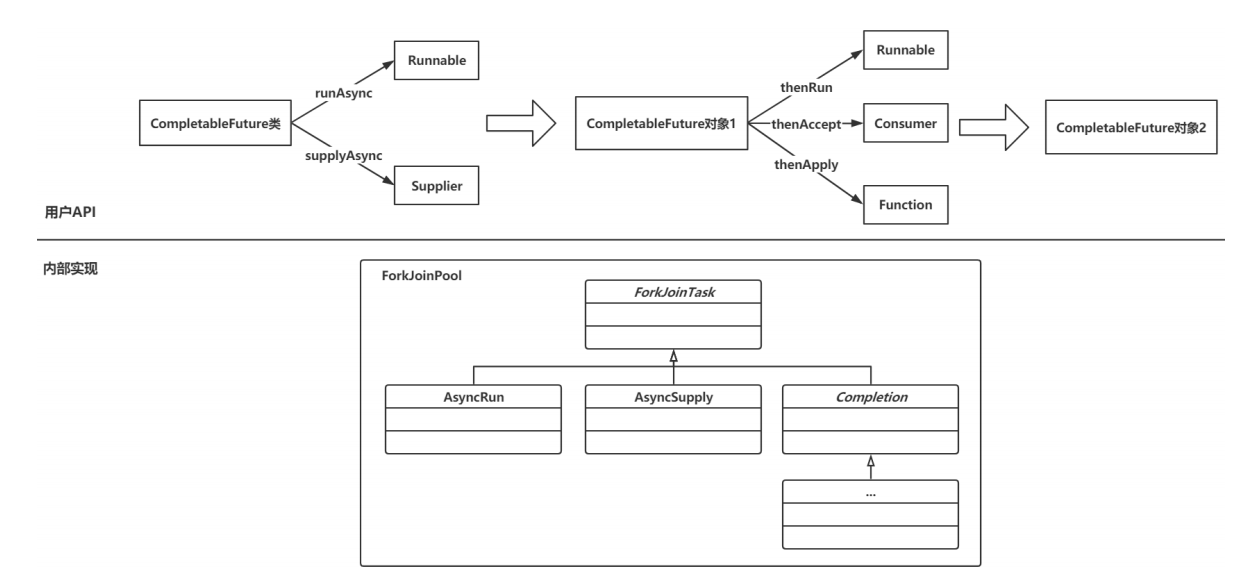 Runnable
runAsync
CompletableFuture类
supplyAsync
Supplier
CompletableFuture对象1
Runnable
thenRun
thenAccept
Consumer
thenApply
Function
CompletableFuture对象2
用户API
内部实现
ForkJoinPool
ForkJoinTask
AsyncRun
AsyncSupply
Completion
...